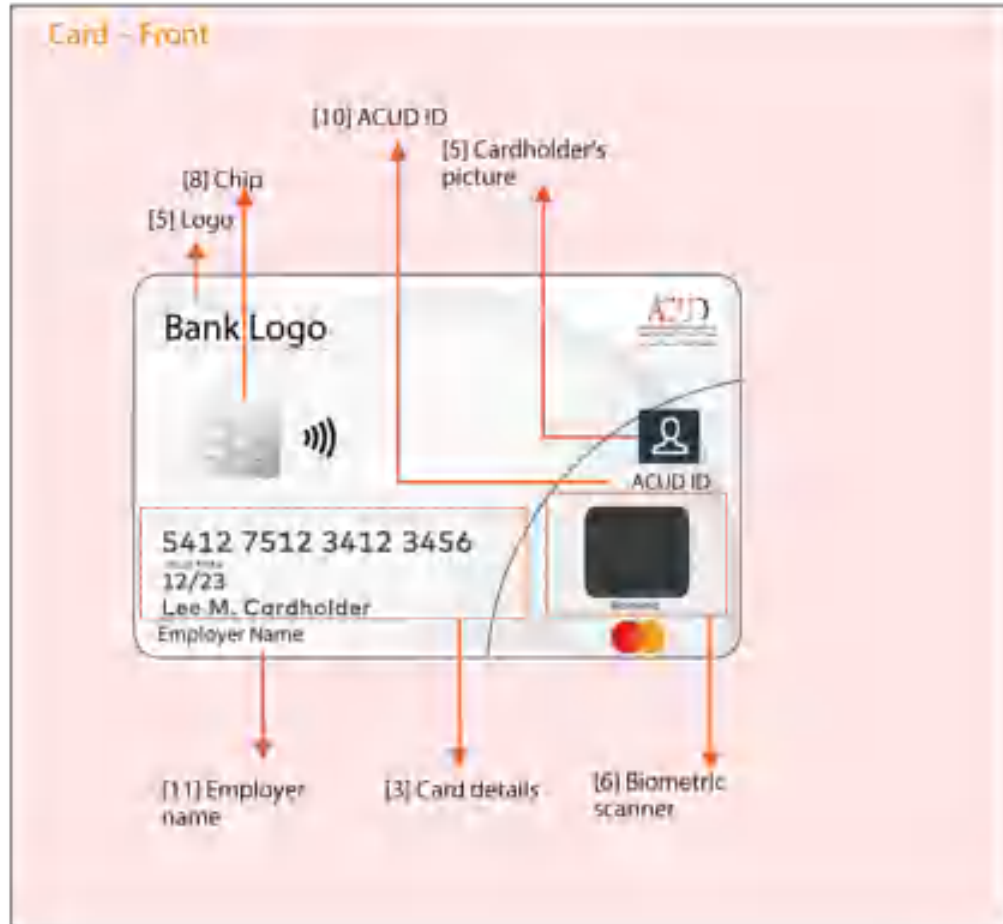 Card - Front
[10] ACUD ID
[5] Cardholder's
picture
[8] Chip
[5] Logo
Bank Logo
ACUD
ACUD ID
5412 7512 3412 3456
12/23
Lee M. Cardholder
Employer Name
[11] Employer
name
[3] Card details
[6] Biometric
scanner